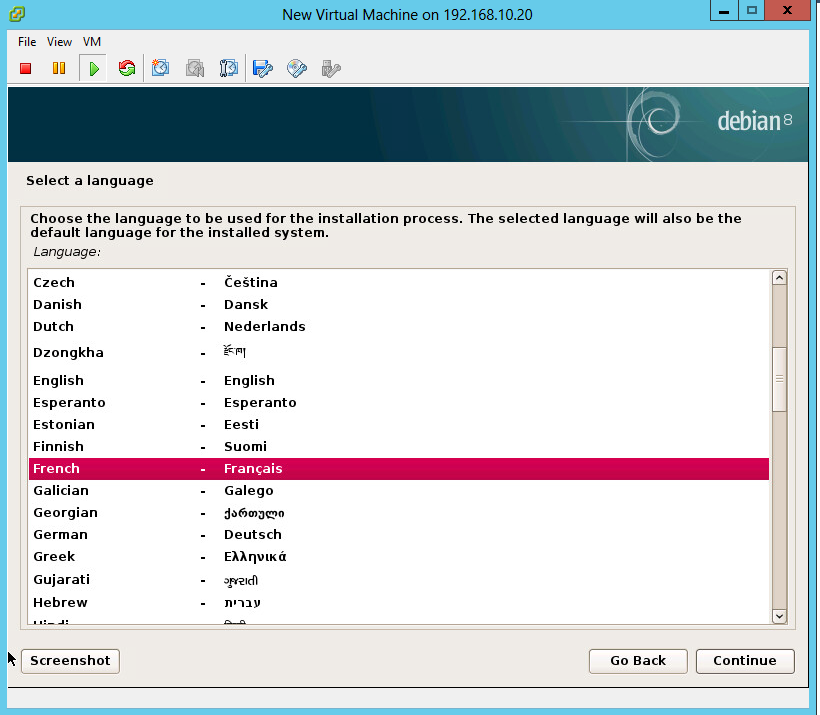 New Virtual Machine on 192.168.10.20
File View VM
debian 8
Select a language
Choose the language to be used for the installation process. The selected language will also be the
default language for the installed system.
Language:
Czech - Čeština
Danish - Dansk
Dutch - Nederlands
Dzongkha - རྫོང་ཁ།
English - English
Esperanto - Esperanto
Estonian - Eesti
Finnish - Suomi
French - Français
Galician - Galego
Georgian - ქართული
German - Deutsch
Greek - Ελληνικά
Gujarati - ગુજરાતી
Hebrew - עברית
Hindi
Screenshot Go Back Continue